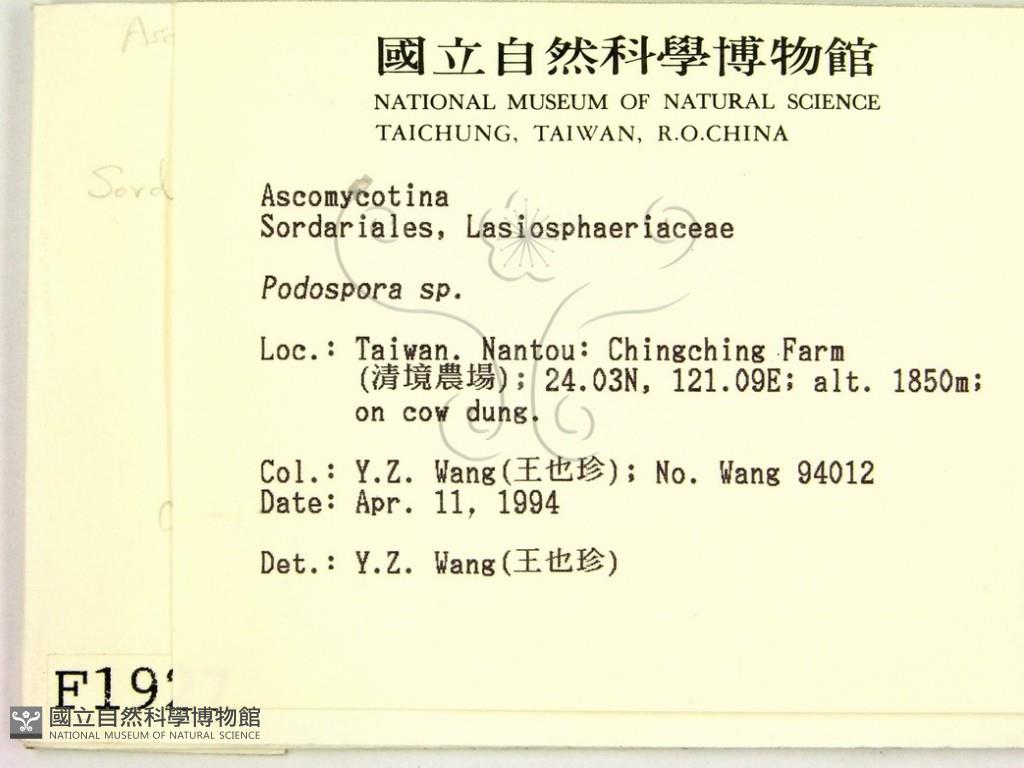 國立自然科學博物館
NATIONAL MUSEUM OF NATURAL SCIENCE
TAICHUNG, TAIWAN, R.O.CHINA
Ascomycotina
Sordariales, Lasiosphaeriaceae
Podospora sp.
Loc.: Taiwan. Nantou: Chingching Farm
(清境農場); 24.03N, 121.09E; alt. 1850m;
on cow dung.
Col.: Y.Z. Wang(王也珍); No. Wang 94012
Date: Apr. 11, 1994
Det.: Y.Z. Wang(王也珍)
Asc
Sord
F19
國立自然科學博物館
NATIONAL MUSEUM OF NATURAL SCIENCE